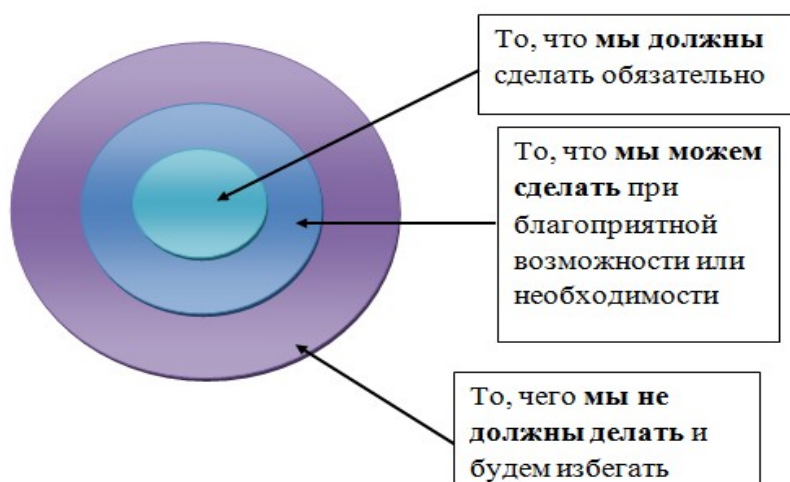 То, что мы должны
сделать обязательно
То, что мы можем
сделать при
благоприятной
возможности или
необходимости
То, чего мы не
должны делать и
будем избегать